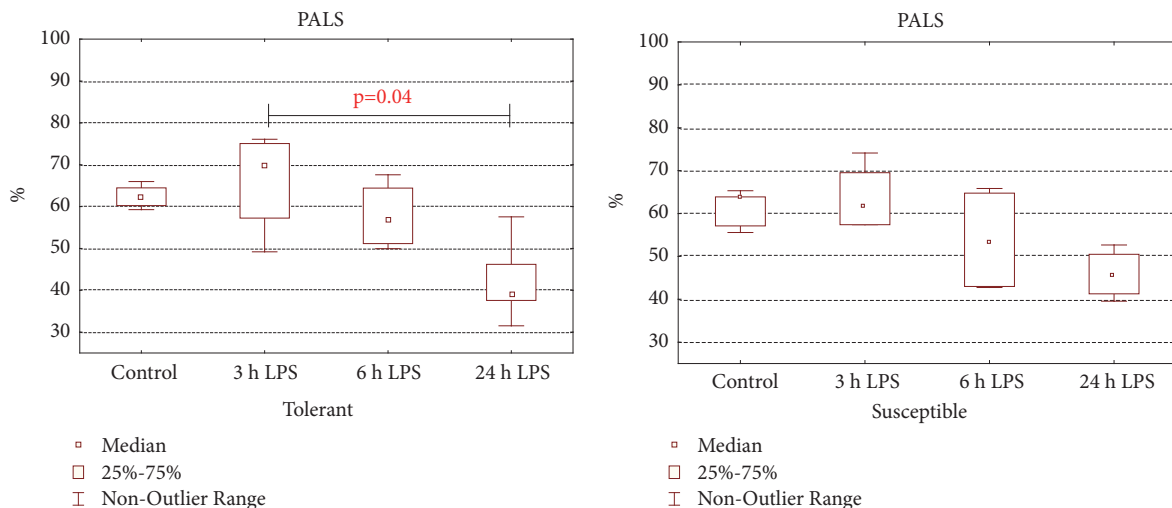 PALS
100
90
80
70
60
50
40
30
%
p=0.04
Control 3 h LPS 6 h LPS 24 h LPS
Tolerant
Median
25%-75%
Non-Outlier Range
PALS
100
90
80
70
60
50
40
30
%
Control 3 h LPS 6 h LPS 24 h LPS
Susceptible
Median
25%-75%
Non-Outlier Range